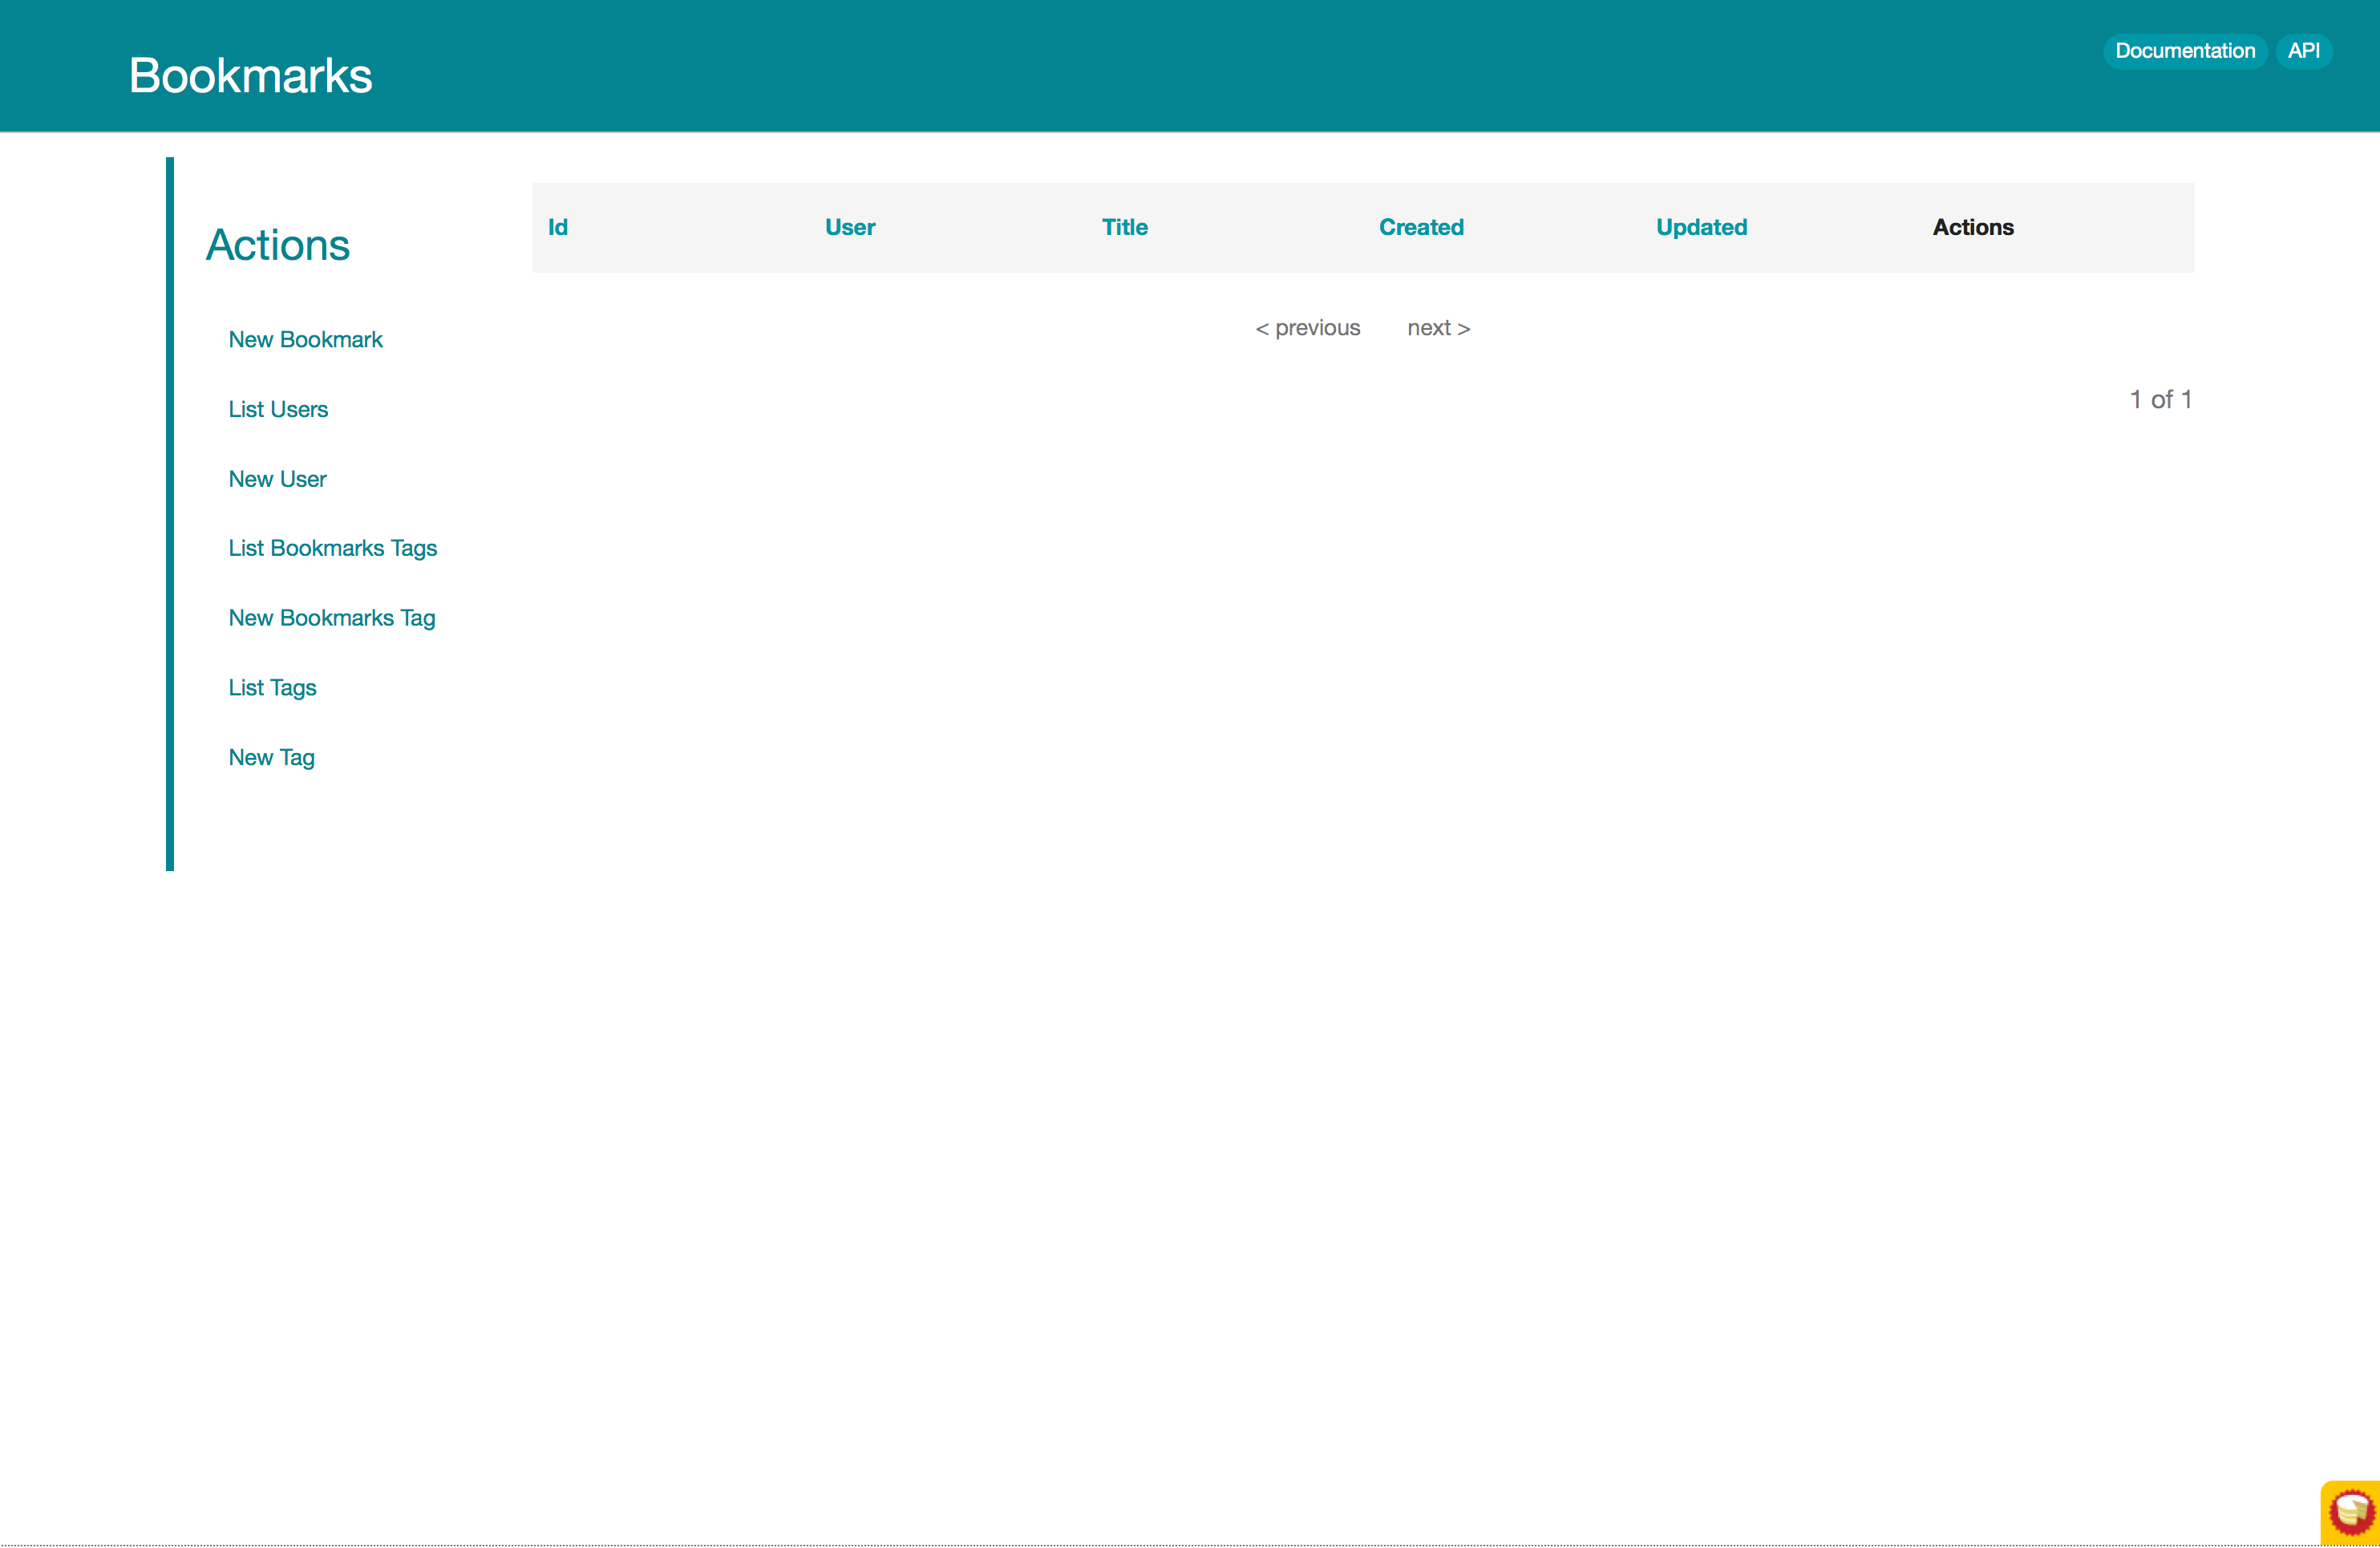 Bookmarks
Documentation API
Actions
New Bookmark
List Users
New User
List Bookmarks Tags
New Bookmarks Tag
List Tags
New Tag
Id User Title Created Updated Actions
< previous next >
1 of 1